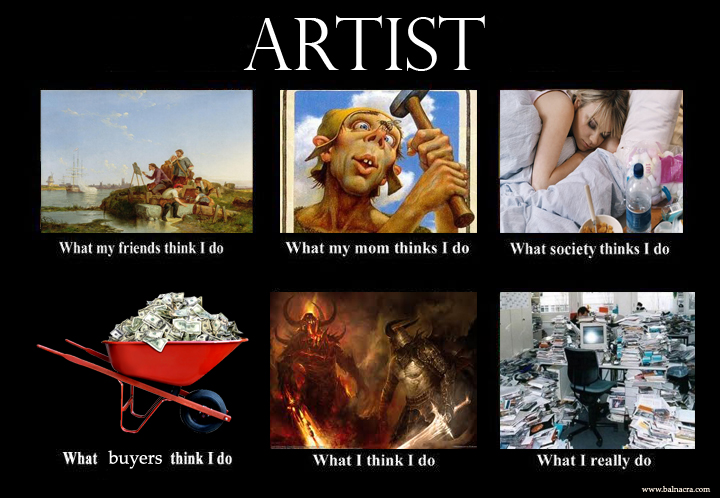 ARTIST
What my friends think I do
What my mom thinks I do
What society thinks I do
What buyers think I do
What I think I do
What I really do
www.balnacra.com